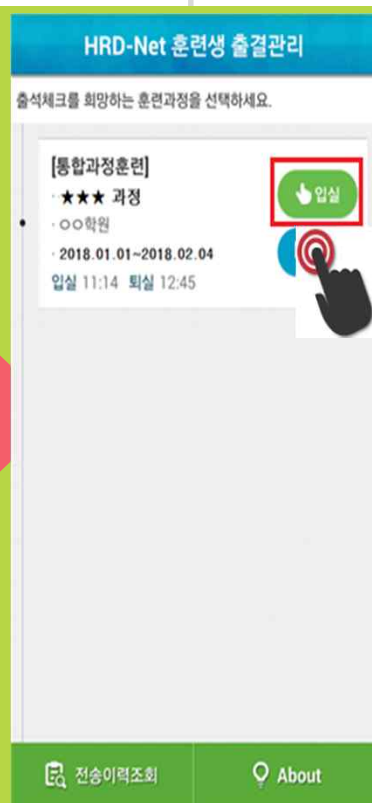 HRD-Net 훈련생 출결관리
출석체크를 희망하는 훈련과정을 선택하세요.
[통합과정훈련]
· ★★★ 과정
· ○○학원
· 2018.01.01~2018.02.04
입실 11:14 퇴실 12:45
입실
전송이력조회
About